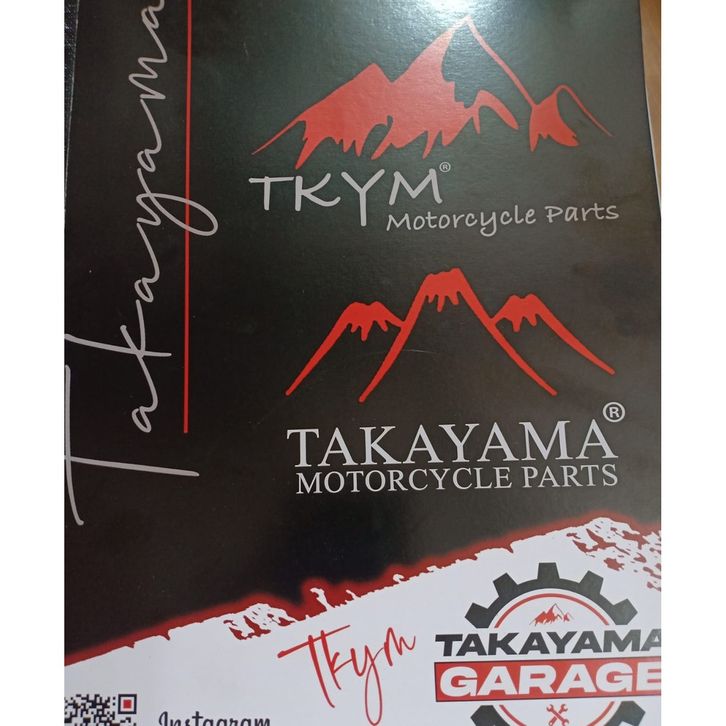 Takayama
TKYM®
Motorcycle Parts
TAKAYAMA®
MOTORCYCLE PARTS
Tkym
TAKAYAMA
GARAGE
Instagram